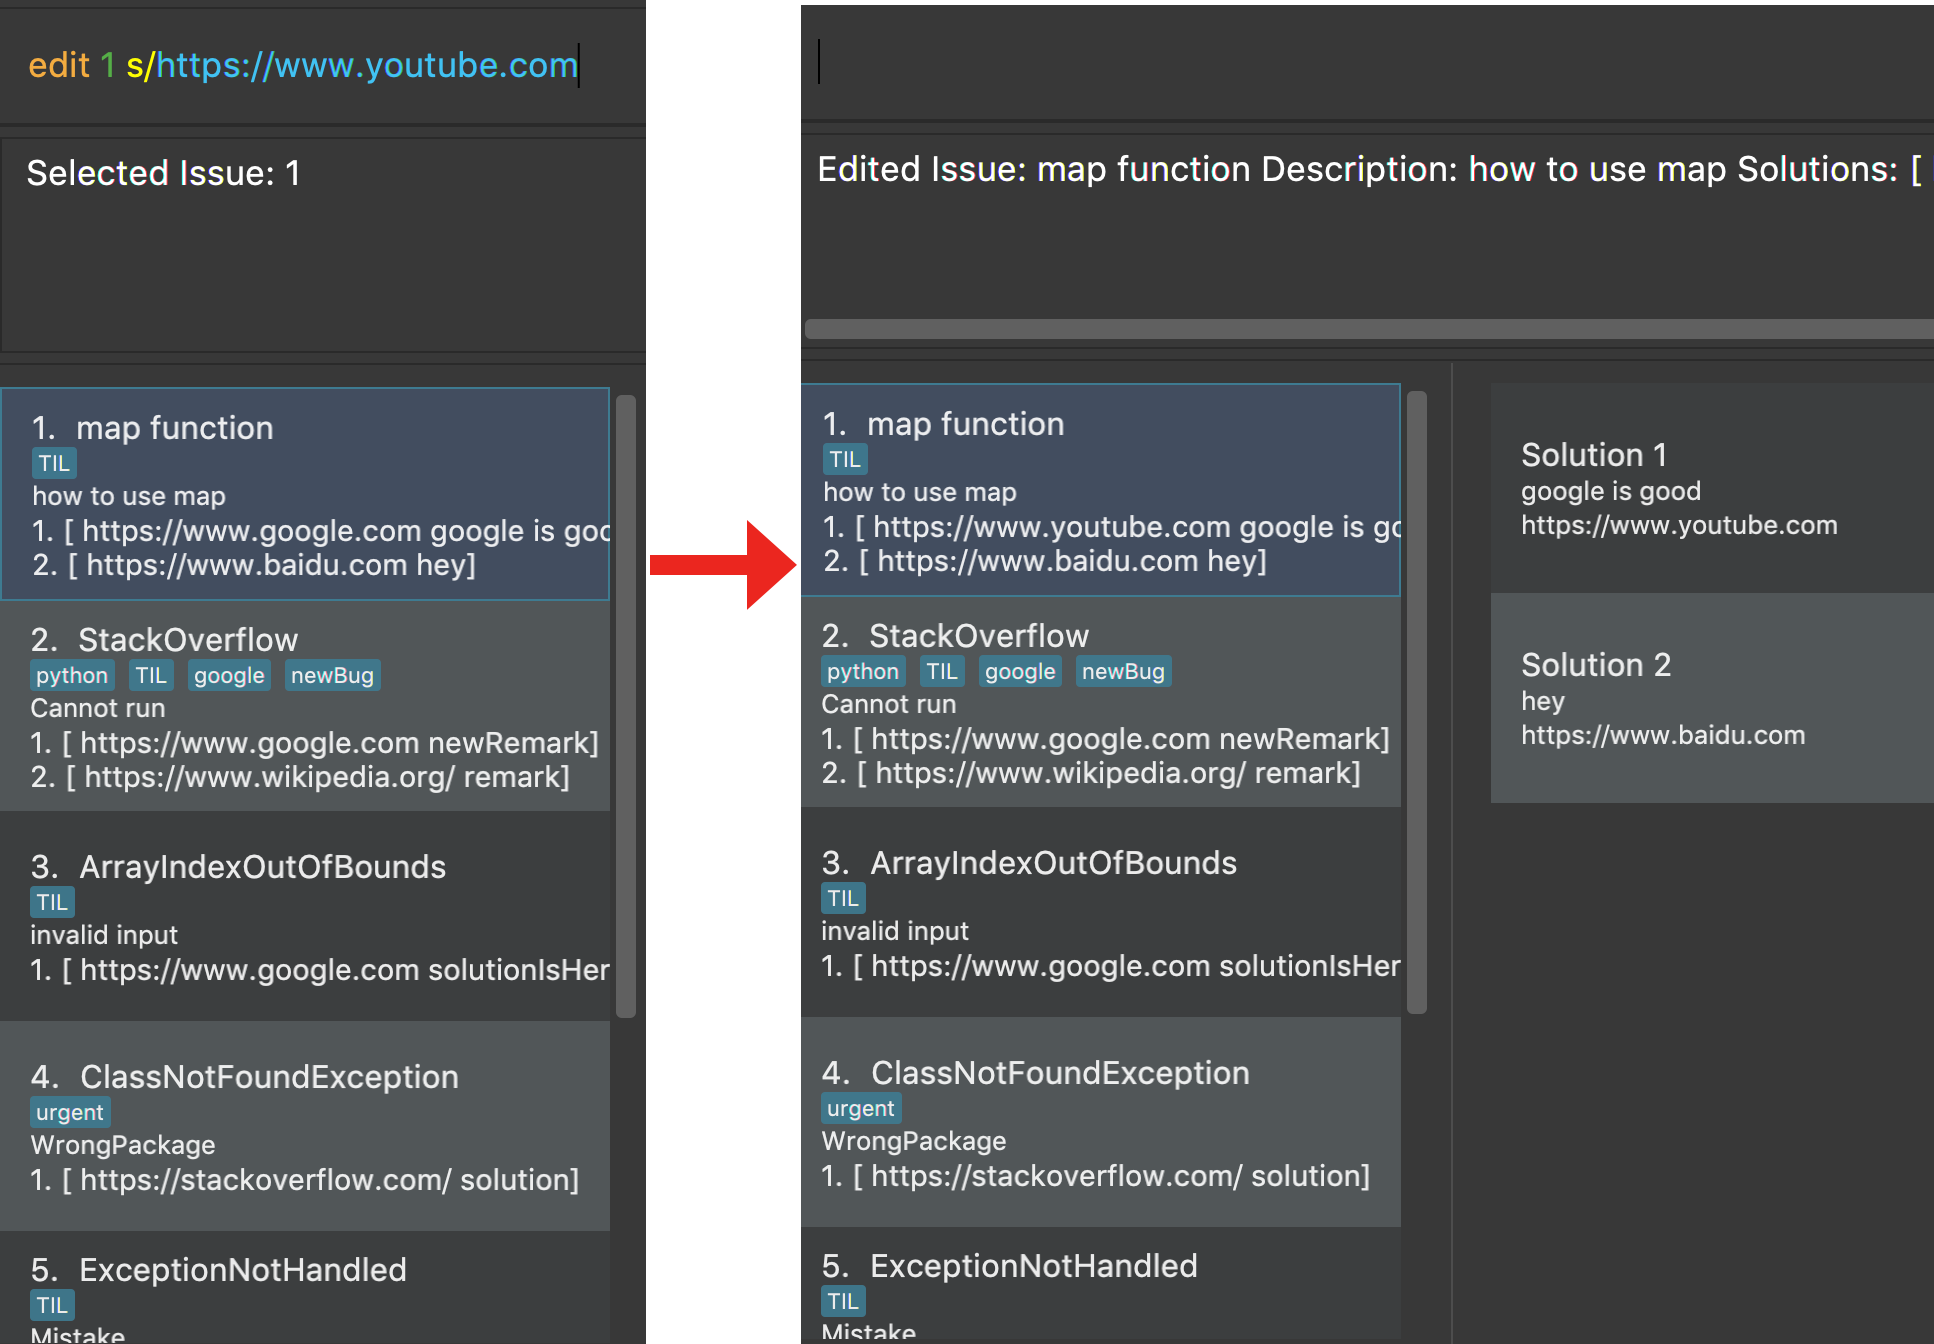 edit 1 s/https://www.youtube.com
Selected Issue: 1
1. map function
TIL
how to use map
1. [ https://www.google.com google is
2. [ https://www.baidu.com hey]
2. StackOverflow
python TIL google newBug
Cannot run
1. [ https://www.google.com newRemark]
2. [ https://www.wikipedia.org/ remark]
3. ArrayIndexOutOfBounds
TIL
invalid input
1. [ https://www.google.com solutionIsHer
4. ClassNotFoundException
urgent
WrongPackage
1. [ https://stackoverflow.com/ solution]
5. ExceptionNotHandled
TIL
Mistake
Edited Issue: map function Description: how to use map Solutions: [
1. map function
TIL
how to use map
1. [ https://www.youtube.com google is
2. [ https://www.baidu.com hey]
2. StackOverflow
python TIL google newBug
Cannot run
1. [ https://www.google.com newRemark]
2. [ https://www.wikipedia.org/ remark]
3. ArrayIndexOutOfBounds
TIL
invalid input
1. [ https://www.google.com solutionIsHer
4. ClassNotFoundException
urgent
WrongPackage
1. [ https://stackoverflow.com/ solution]
5. ExceptionNotHandled
TIL
Mistake
Solution 1
google is good
https://www.youtube.com
Solution 2
hey
https://www.baidu.com